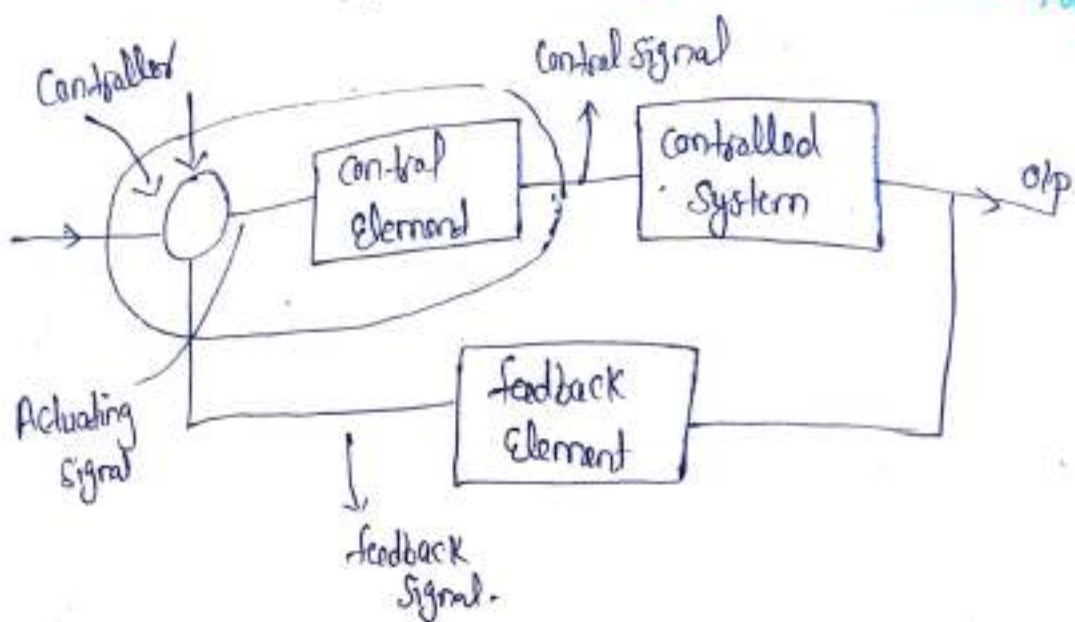 Controller
Control Signal
Control
Element
Controlled
System
o/p
Actuating
Signal
feedback
Element
feedback
Signal.